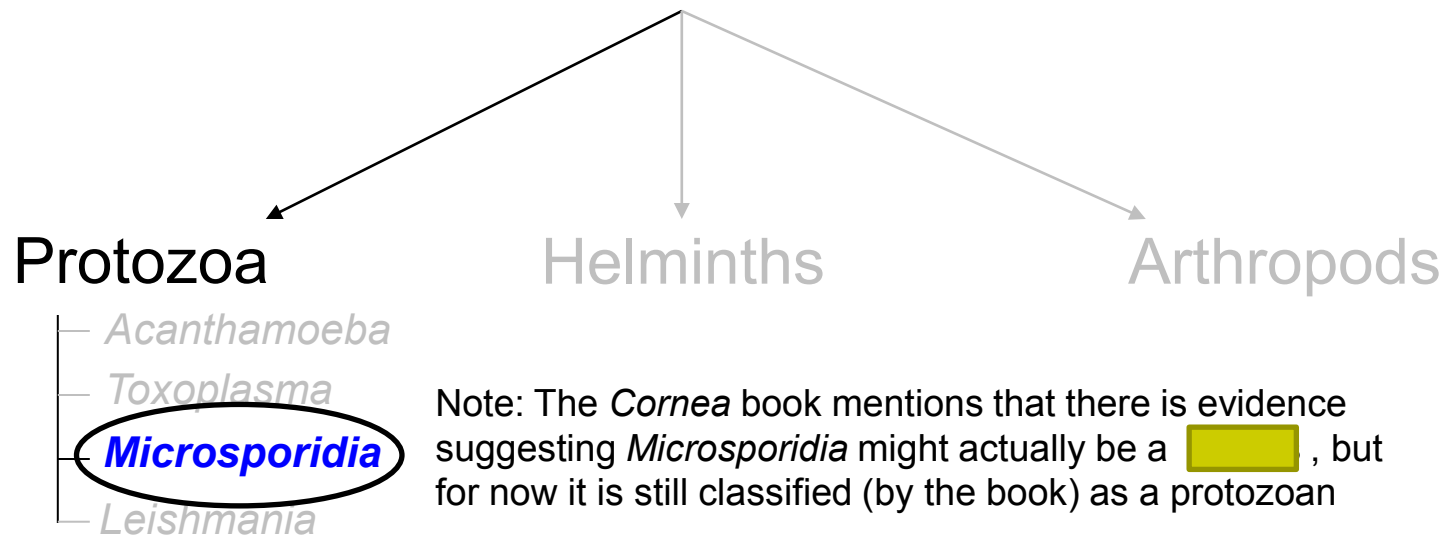 Protozoa Helminths Arthropods
Acanthamoeba
Toxoplasma
Microsporidia
Leishmania
Note: The Cornea book mentions that there is evidence
suggesting Microsporidia might actually be a , but
for now it is still classified (by the book) as a protozoan